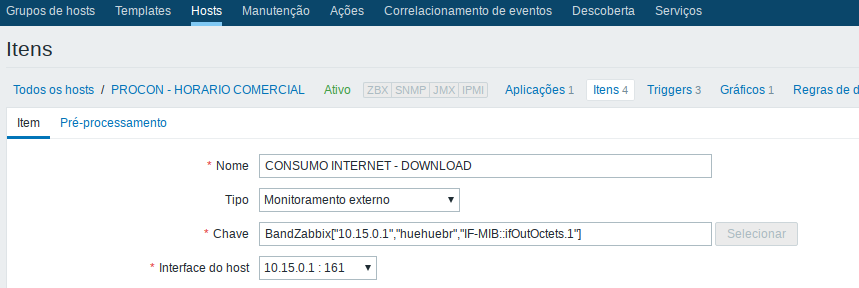 Grupos de hosts Templates Hosts Manutenção Ações Correlacionamento de eventos Descoberta Serviços
Itens
Todos os hosts / PROCON - HORARIO COMERCIAL Ativo ZBX SNMP JMX IPMI Aplicações 1 Itens 4 Triggers 3 Gráficos 1 Regras de d
Item Pré-processamento
* Nome CONSUMO INTERNET - DOWNLOAD
Tipo Monitoramento externo
* Chave BandZabbix["10.15.0.1","huehuebr","IF-MIB::ifOutOctets.1"] Selecionar
* Interface do host 10.15.0.1 : 161